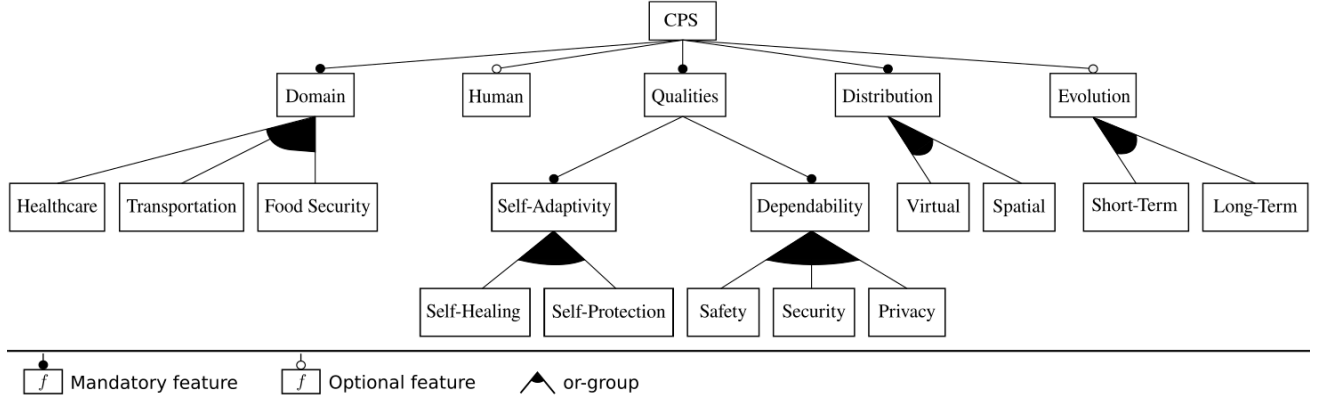 CPS
Domain
Human
Qualities
Distribution
Evolution
Healthcare
Transportation
Food Security
Self-Adaptivity
Dependability
Virtual
Spatial
Short-Term
Long-Term
Self-Healing
Self-Protection
Safety
Security
Privacy
f Mandatory feature
f Optional feature
or-group